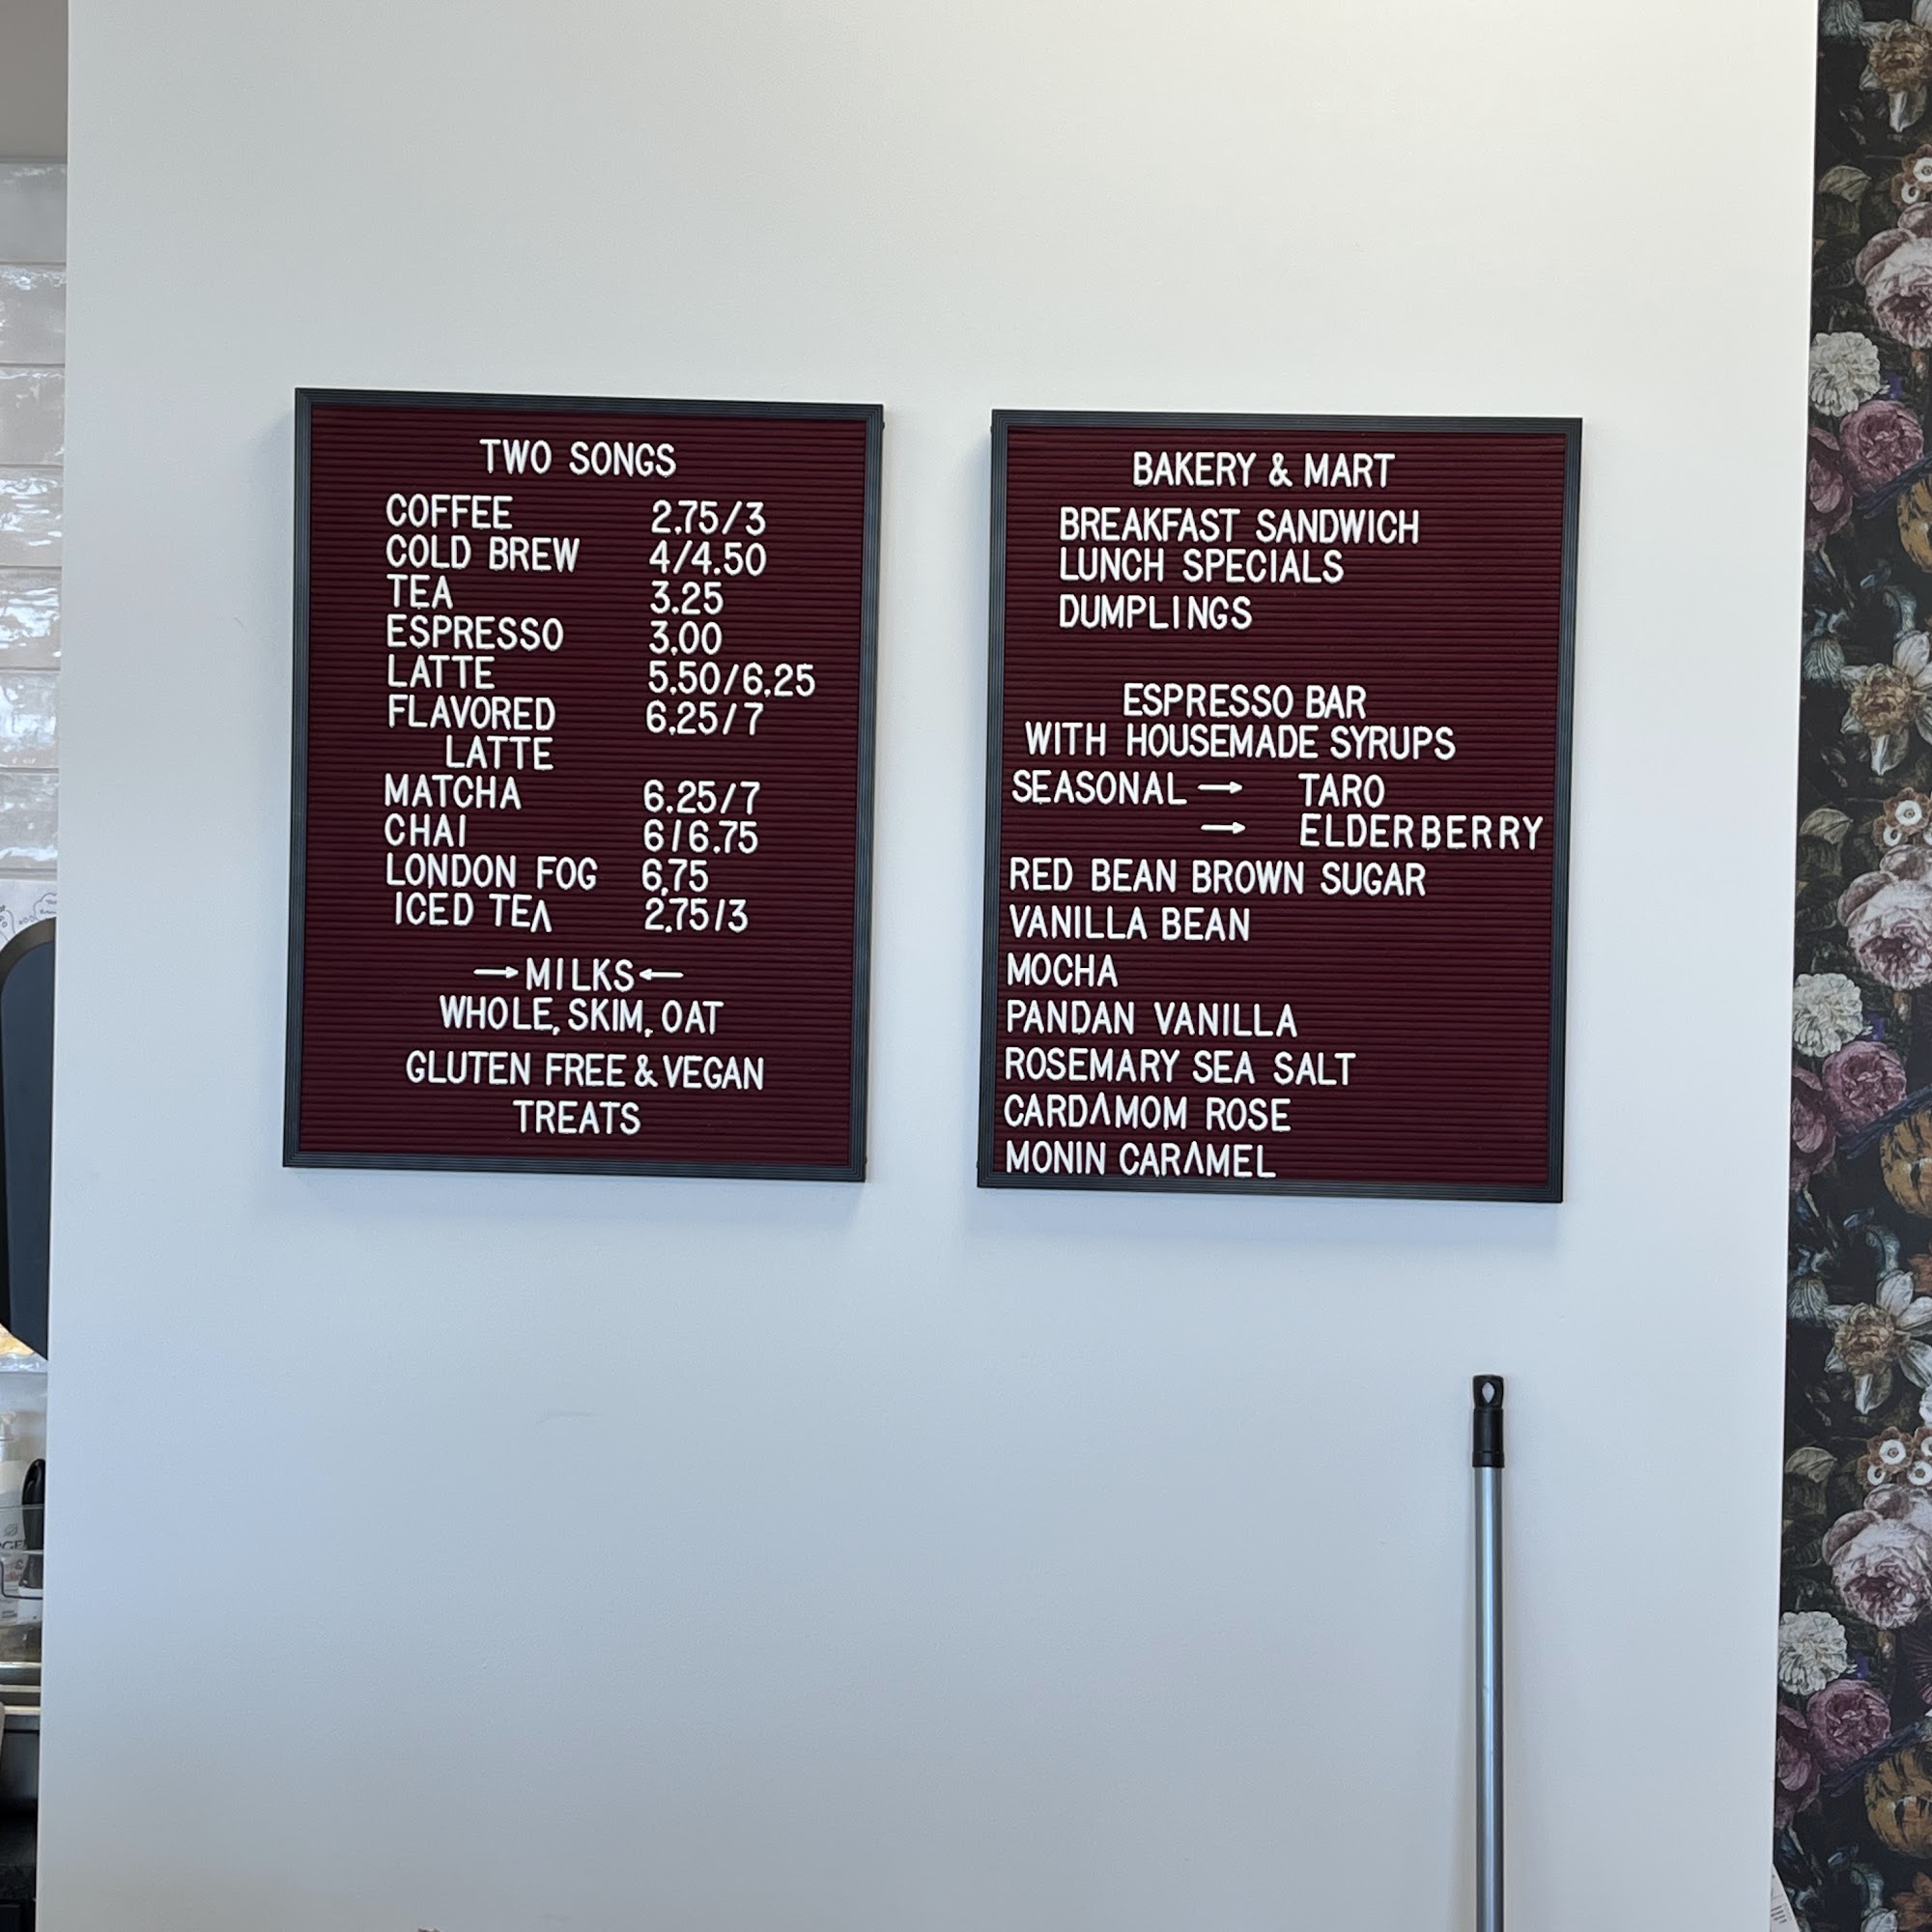 TWO SONGS
COFFEE 2.75/3
COLD BREW 4/4.50
TEA 3.25
ESPRESSO 3.00
LATTE 5.50/6.25
FLAVORED 6.25/7
LATTE
MATCHA 6.25/7
CHAI 6/6.75
LONDON FOG 6.75
ICED TEA 2.75/3
→MILKS←
WHOLE, SKIM, OAT
GLUTEN FREE & VEGAN
TREATS
BAKERY & MART
BREAKFAST SANDWICH
LUNCH SPECIALS
DUMPLINGS
ESPRESSO BAR
WITH HOUSEMADE SYRUPS
SEASONAL → TARO
→ ELDERBERRY
RED BEAN BROWN SUGAR
VANILLA BEAN
MOCHA
PANDAN VANILLA
ROSEMARY SEA SALT
CARDAMOM ROSE
MONIN CARAMEL